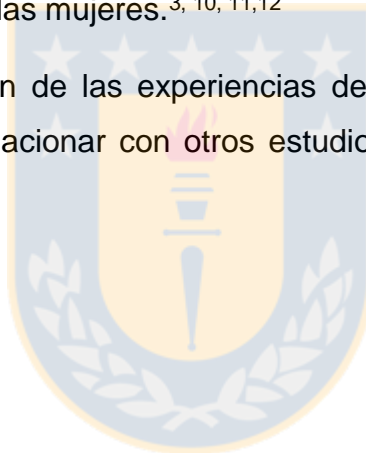 las mujeres.3, 10, 11,12
n de las experiencias de
acionar con otros estudio